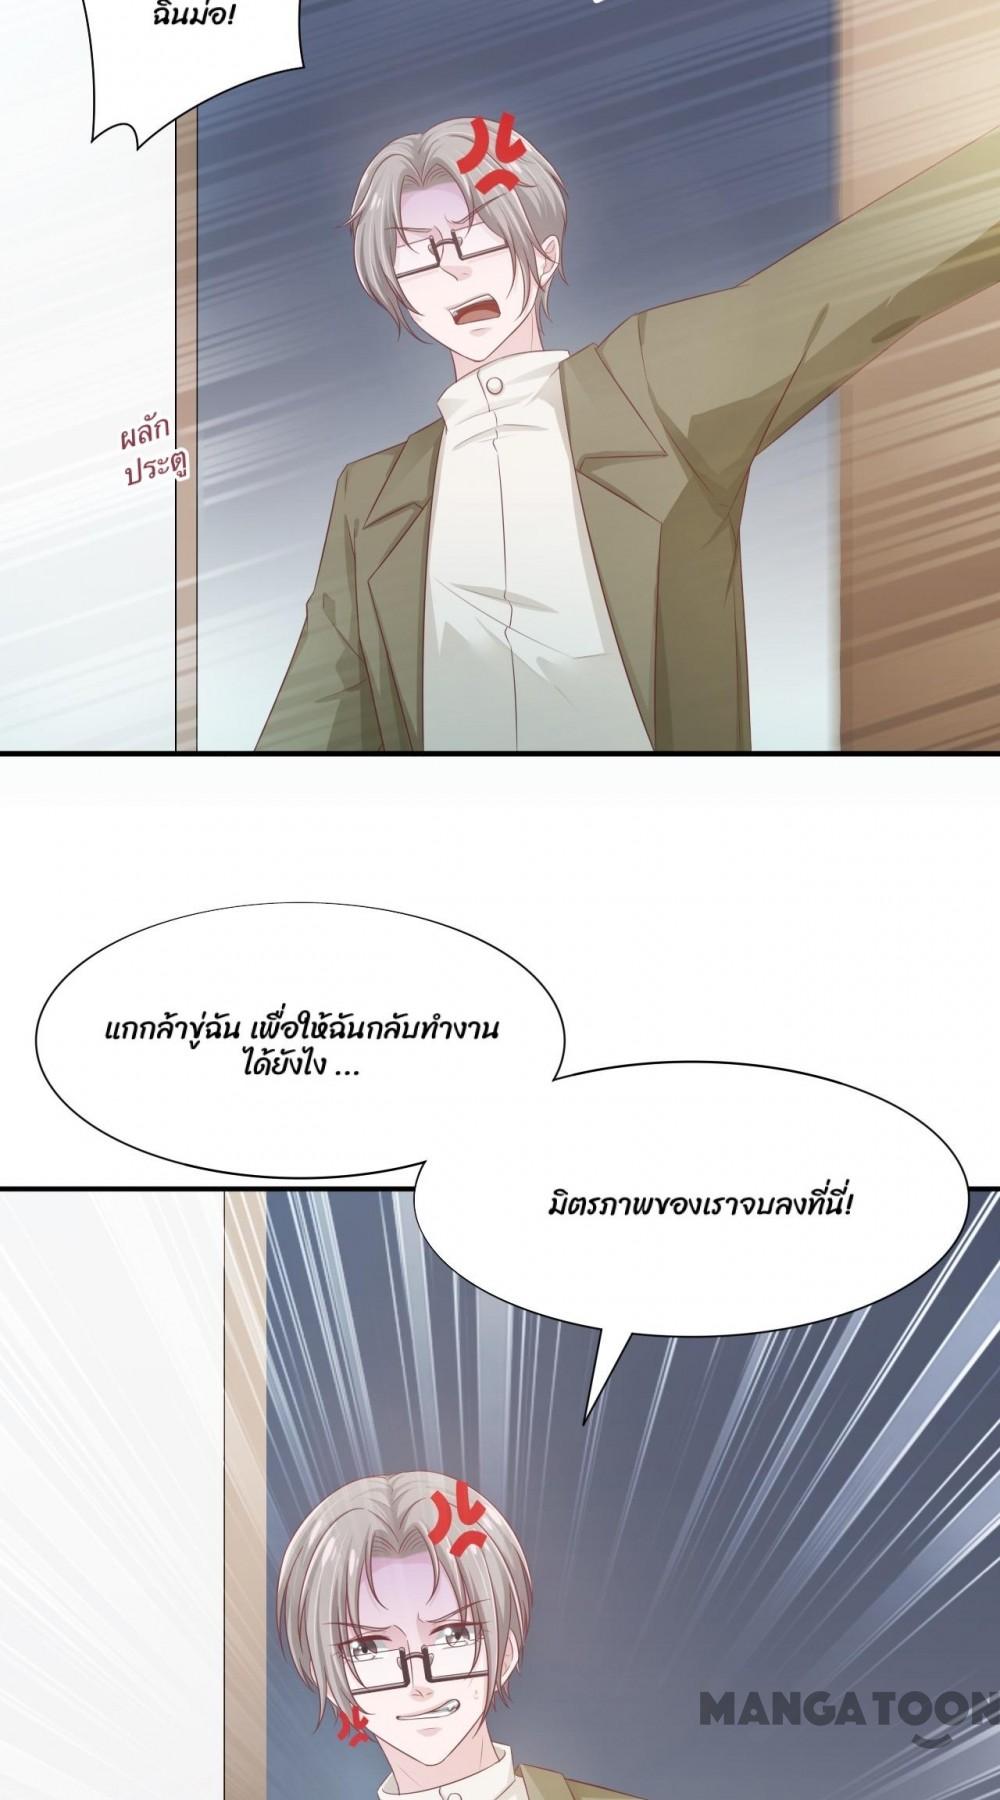 ฉินม่อ!
ผลัก
ประตู
แกกล้าขู่ฉัน เพื่อให้ฉันกลับทำงาน
ได้ยังไง ...
มิตรภาพของเราจบลงที่นี่!
MANGATOON